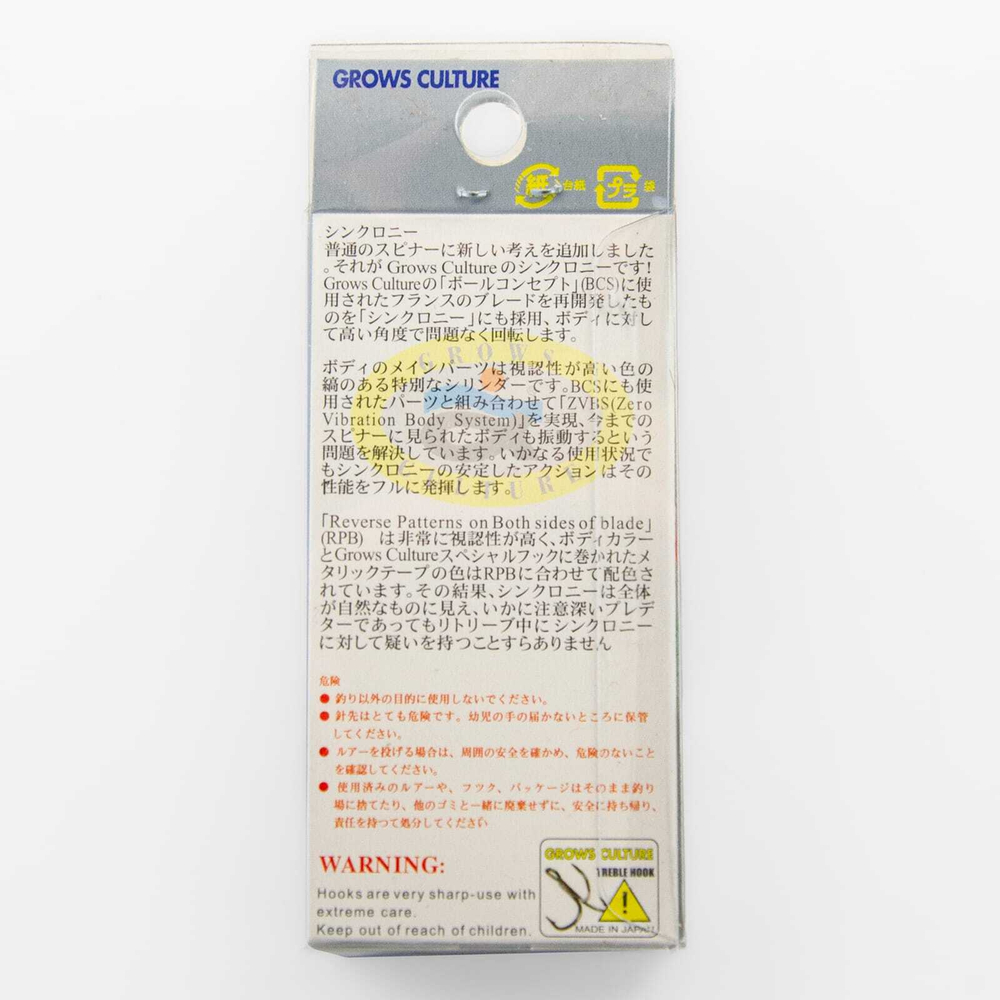 GROWS CULTURE
紙 台紙 プラ 袋
シンクロニー
普通のスピナーに新しい考えを追加しました
。それが Grows Culture のシンクロニーです!
Grows Cultureの「ボールコンセプト」(BCS)に使
用されたフランスのブレードを再開発したも
のを「シンクロニー」にも採用、ボディに対し
て高い角度で問題なく回転します。
ボディのメインパーツは視認性が高い色の
縞のある特別なシリンダーです。BCSにも使
用されたパーツと組み合わせて「ZVBS(Zero
Vibration Body System)」を実現、今までの
スピナーに見られたボディも振動するという
問題を解決しています。いかなる使用状況で
もシンクロニーの安定したアクションはその
性能をフルに発揮します。
GROWS
CULTURE
「Reverse Patterns on Both sides of blade」
(RPB) は非常に視認性が高く、ボディカラー
とGrows Cultureスペシャルフックに巻かれたメ
タリックテープの色はRPBに合わせて配色さ
れています。その結果、シンクロニーは全体
が自然なものに見え、いかに注意深いプレデ
ターであってもリトリーブ中にシンクロニー
に対して疑いを持つことすらありません
危険
● 釣り以外の目的に使用しないでください。
● 針先はとても危険です。幼児の手の届かないところに保管
してください。
● ルアーを投げる場合は、周囲の安全を確かめ、危険のないこと
を確認してください。
● 使用済みのルアーや、フツク、パッケージはそのまま釣り
場に捨てたり、他のゴミと一緒に廃棄せずに、安全に持ち帰り、
責任を持つて処分してください
WARNING:
Hooks are very sharp-use with
extreme care.
Keep out of reach of children.
GROWS CULTURE
TREBLE HOOK
!
MADE IN JAPAN